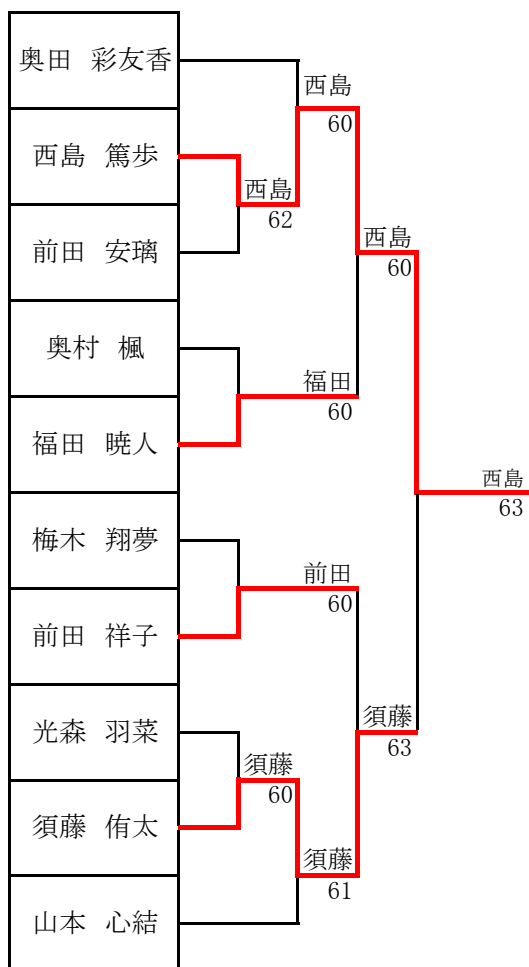 奥田 彩友香
西島 篤歩
前田 安璃
奥村 楓
福田 暁人
梅木 翔夢
前田 祥子
光森 羽菜
須藤 侑太
山本 心結
西島
62
須藤
60
西島
60
福田
60
前田
60
須藤
61
西島
60
須藤
63
西島
63